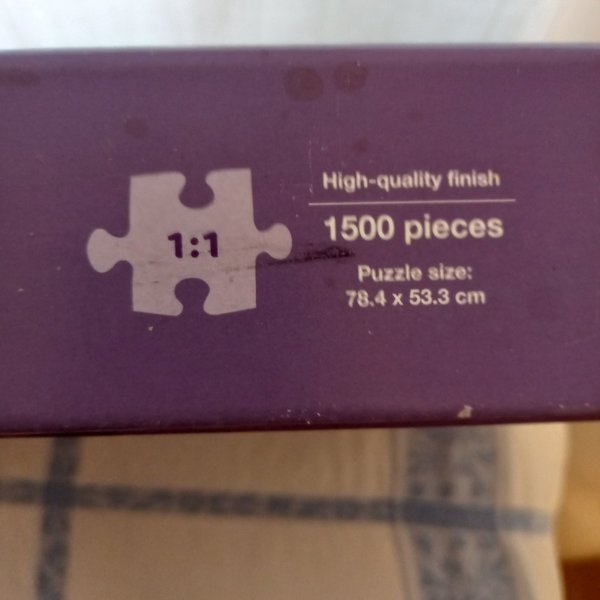 1:1
High-quality finish
1500 pieces
Puzzle size:
78.4 x 53.3 cm